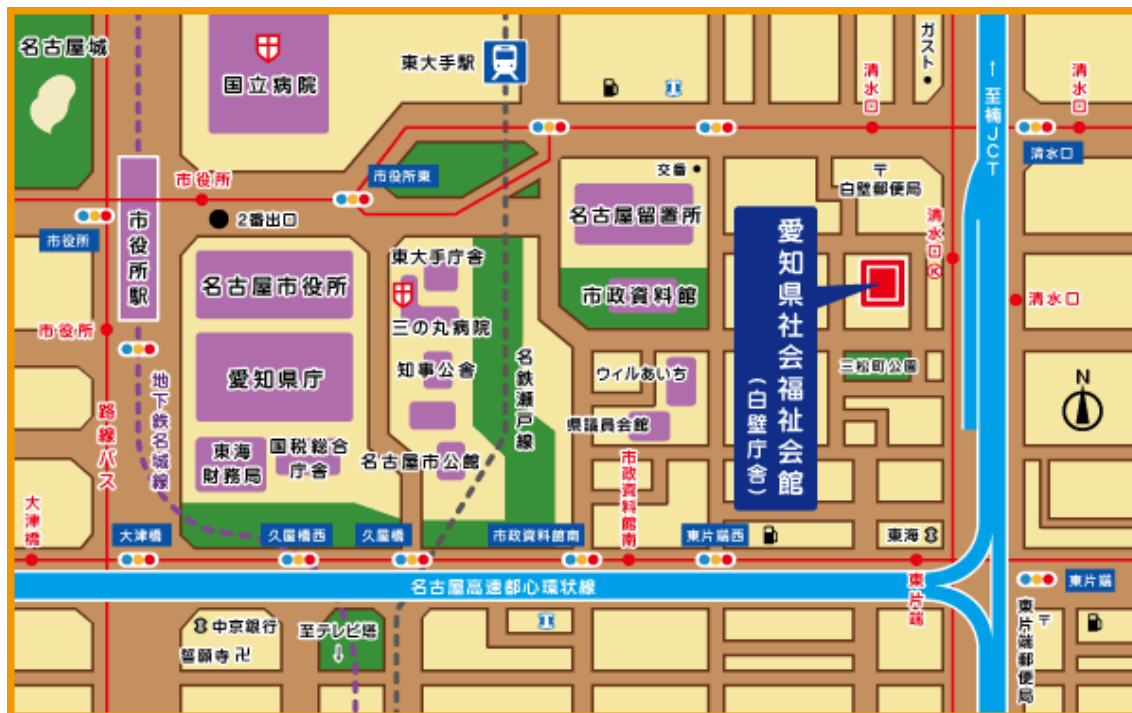 名古屋城
国立病院
東大手駅
ガスト
清水口
清水口
↑至楠JCT
清水口
市役所東
市役所
交番
〒
白壁郵便局
市役所
市役所駅
2番出口
名古屋留置所
清水口Ⓚ
愛知県社会福祉会館
（白壁庁舎）
東大手庁舎
名古屋市役所
市政資料館
清水口
市役所
三の丸病院
愛知県庁
知事公舎
名鉄瀬戸線
ウィルあいち
三松町公園
N
地下鉄名城線
路線バス
県議員会館
東海
財務局
国税総合
庁舎
名古屋市公館
市政資料館南
大津橋
大津橋
久屋橋西
久屋橋
市政資料館南
東片端西
東海
名古屋高速都心環状線
東片端
東片端
中京銀行
誓願寺卍
至テレビ塔
↓
東片端郵便局
〒